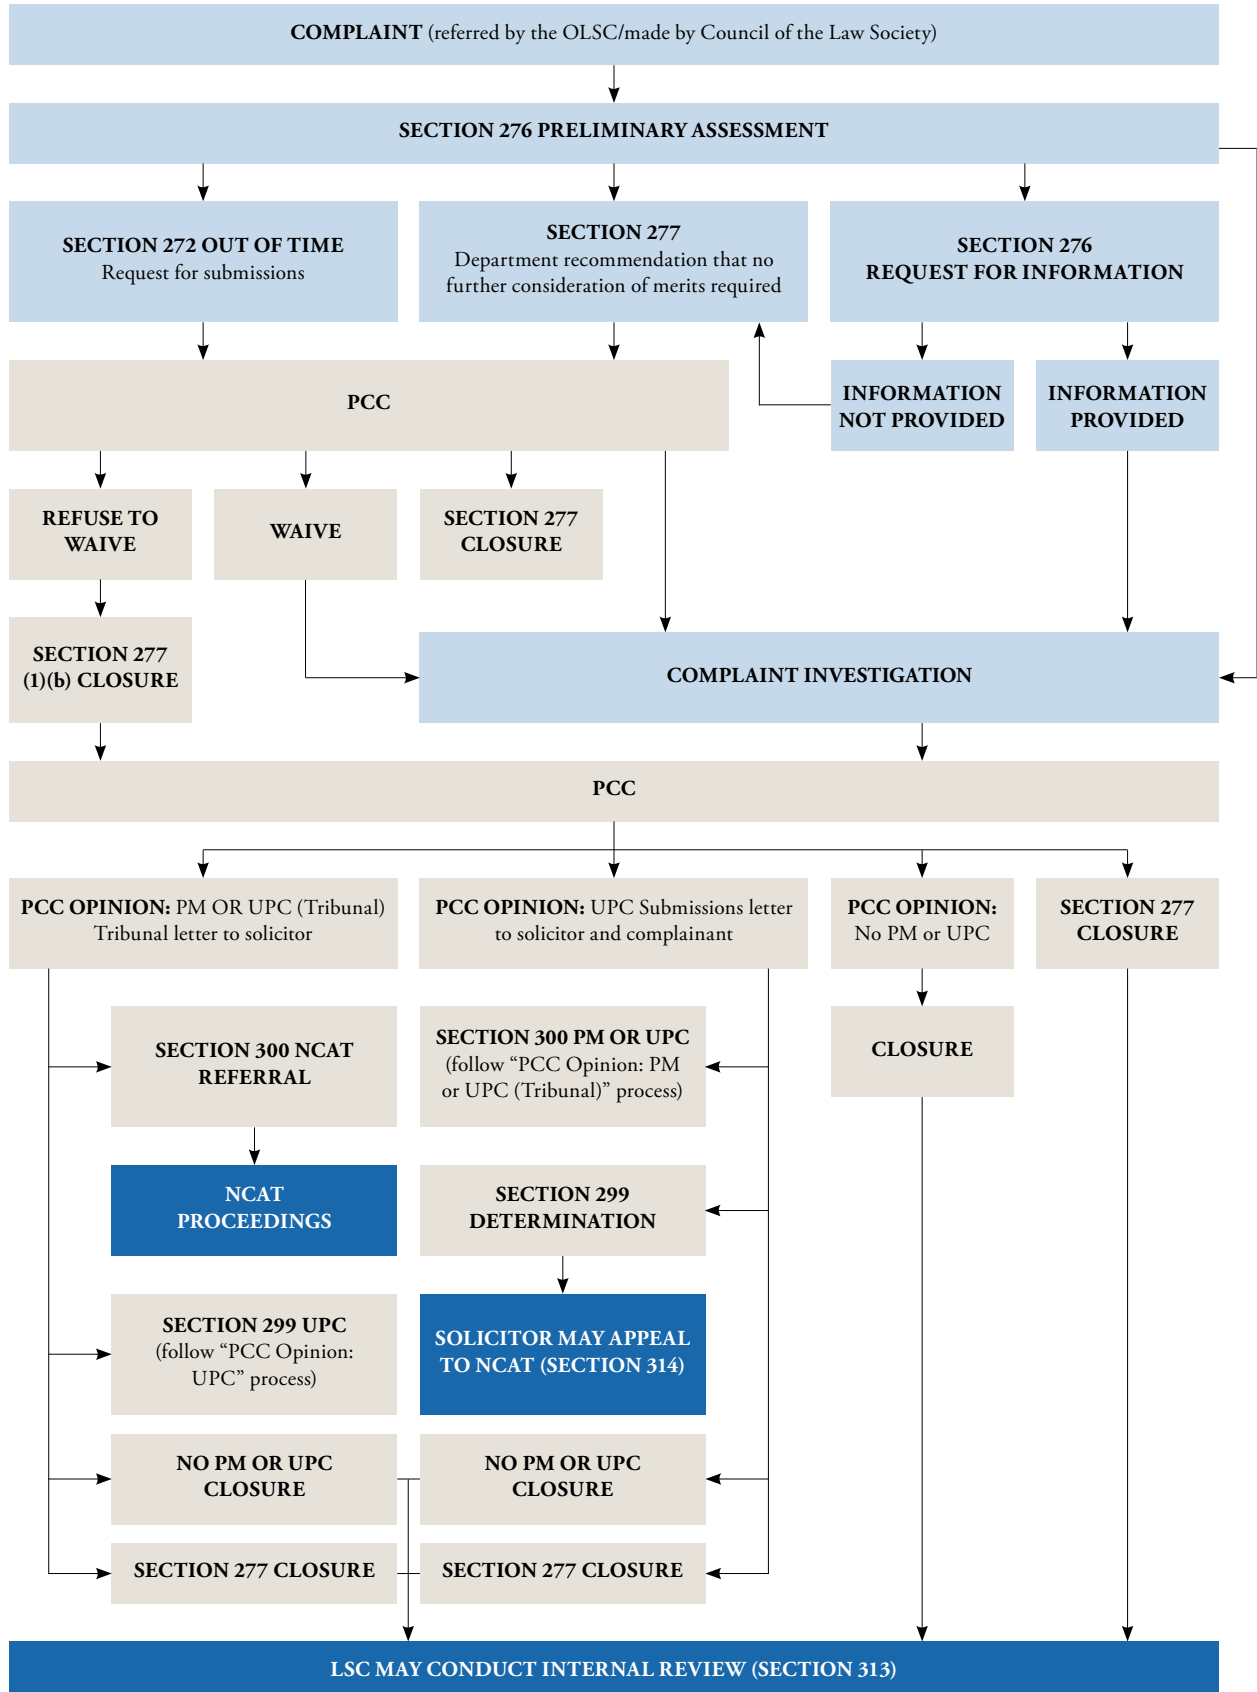 COMPLAINT (referred by the OLSC/made by Council of the Law Society)
SECTION 276 PRELIMINARY ASSESSMENT
SECTION 272 OUT OF TIME
Request for submissions
SECTION 277
Department recommendation that no
further consideration of merits required
SECTION 276
REQUEST FOR INFORMATION
PCC
INFORMATION
NOT PROVIDED
INFORMATION
PROVIDED
REFUSE TO
WAIVE
WAIVE
SECTION 277
CLOSURE
SECTION 277
(1)(b) CLOSURE
COMPLAINT INVESTIGATION
PCC
PCC OPINION: PM OR UPC (Tribunal)
Tribunal letter to solicitor
PCC OPINION: UPC Submissions letter
to solicitor and complainant
PCC OPINION:
No PM or UPC
SECTION 277
CLOSURE
SECTION 300 NCAT
REFERRAL
SECTION 300 PM OR UPC
(follow “PCC Opinion: PM
or UPC (Tribunal)” process)
CLOSURE
NCAT
PROCEEDINGS
SECTION 299
DETERMINATION
SECTION 299 UPC
(follow “PCC Opinion:
UPC” process)
SOLICITOR MAY APPEAL
TO NCAT (SECTION 314)
NO PM OR UPC
CLOSURE
NO PM OR UPC
CLOSURE
SECTION 277 CLOSURE
SECTION 277 CLOSURE
LSC MAY CONDUCT INTERNAL REVIEW (SECTION 313)